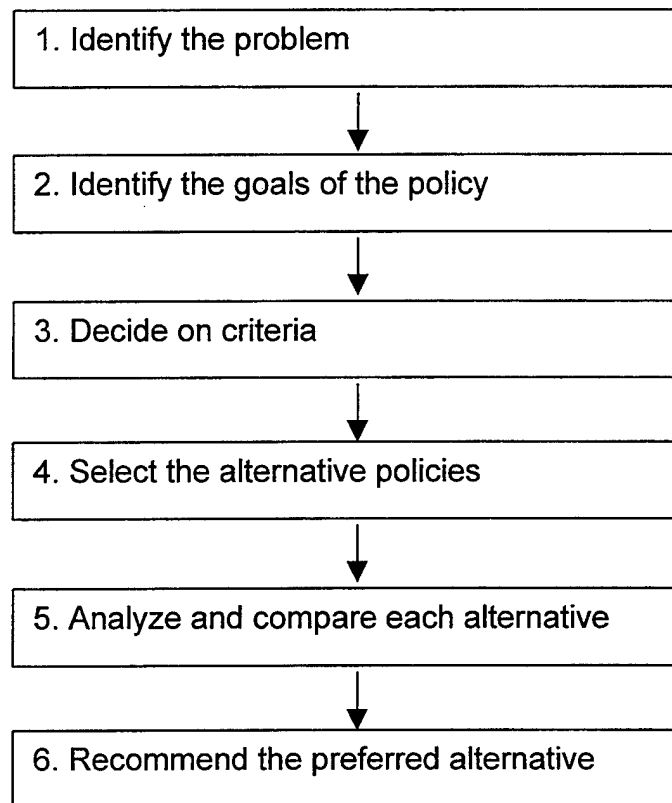 1. Identify the problem
2. Identify the goals of the policy
3. Decide on criteria
4. Select the alternative policies
5. Analyze and compare each alternative
6. Recommend the preferred alternative